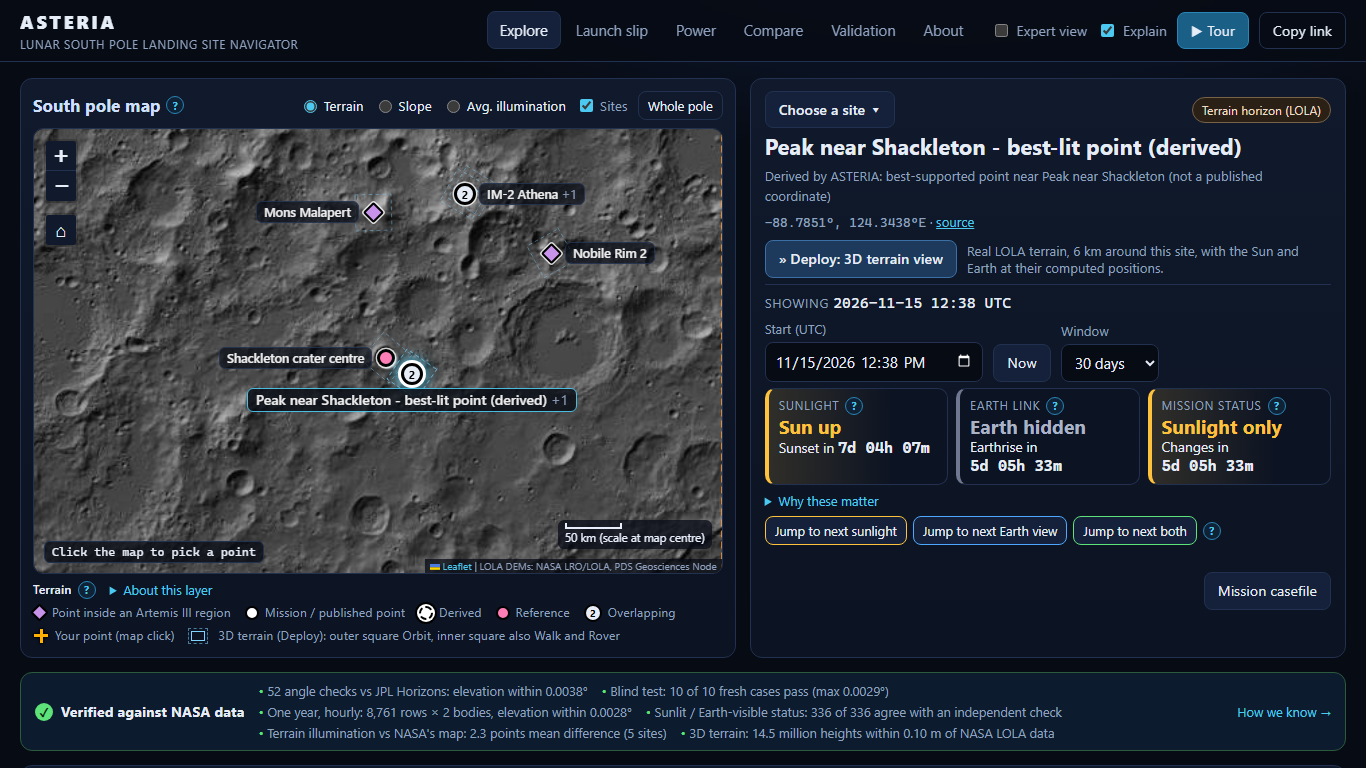 ASTERIA
LUNAR SOUTH POLE LANDING SITE NAVIGATOR
Explore
Launch slip
Power
Compare
Validation
About
Expert view
Explain
▶ Tour
Copy link
South pole map ?
Terrain
Slope
Avg. illumination
Sites
Whole pole
+
−
⌂
2
IM-2 Athena +1
Mons Malapert
Nobile Rim 2
Shackleton crater centre
2
Peak near Shackleton - best-lit point (derived) +1
50 km (scale at map centre)
Click the map to pick a point
Leaflet | LOLA DEMs: NASA LRO/LOLA, PDS Geosciences Node
Terrain ? ▶ About this layer
Point inside an Artemis III region
Mission / published point
Derived
Reference
2 Overlapping
Your point (map click)
3D terrain (Deploy): outer square Orbit, inner square also Walk and Rover
Choose a site ▾
Terrain horizon (LOLA)
Peak near Shackleton - best-lit point (derived)
Derived by ASTERIA: best-supported point near Peak near Shackleton (not a published
coordinate)
−88.7851°, 124.3438°E · source
» Deploy: 3D terrain view
Real LOLA terrain, 6 km around this site, with the Sun and
Earth at their computed positions.
SHOWING 2026−11−15 12:38 UTC
Start (UTC)
Window
11/15/2026 12:38 PM
Now
30 days
SUNLIGHT ?
Sun up
Sunset in 7d 04h 07m
EARTH LINK ?
Earth hidden
Earthrise in
5d 05h 33m
MISSION STATUS ?
Sunlight only
Changes in
5d 05h 33m
▶ Why these matter
Jump to next sunlight
Jump to next Earth view
Jump to next both
?
Mission casefile
Verified against NASA data
• 52 angle checks vs JPL Horizons: elevation within 0.0038° • Blind test: 10 of 10 fresh cases pass (max 0.0029°)
• One year, hourly: 8,761 rows × 2 bodies, elevation within 0.0028° • Sunlit / Earth-visible status: 336 of 336 agree with an independent check
• Terrain illumination vs NASA's map: 2.3 points mean difference (5 sites) • 3D terrain: 14.5 million heights within 0.10 m of NASA LOLA data
How we know →